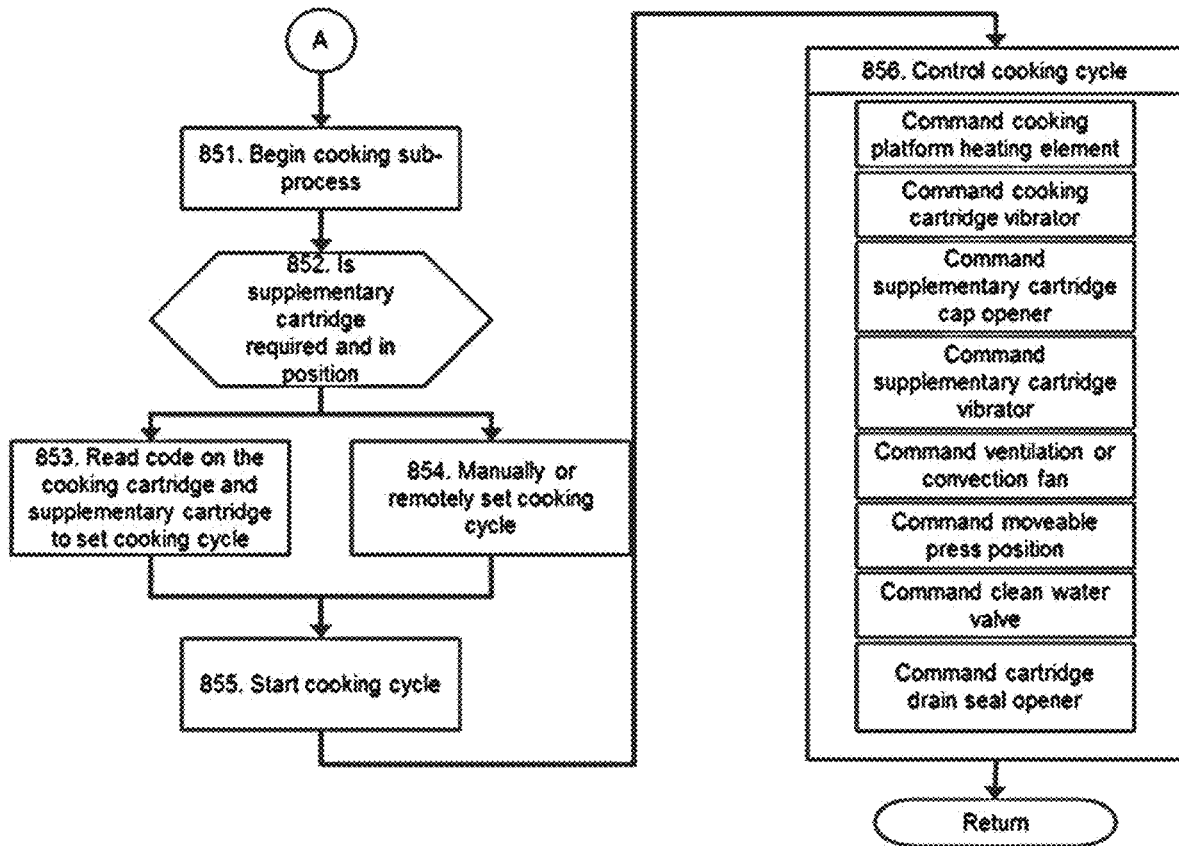 A
851. Begin cooking sub-
process
852. Is
supplementary
cartridge
required and in
position
853. Read code on the
cooking cartridge and
supplementary cartridge
to set cooking cycle
854. Manually or
remotely set cooking
cycle
855. Start cooking cycle
856. Control cooking cycle
Command cooking
platform heating element
Command cooking
cartridge vibrator
Command
supplementary cartridge
cap opener
Command
supplementary cartridge
vibrator
Command ventilation or
convection fan
Command moveable
press position
Command clean water
valve
Command cartridge
drain seal opener
Return